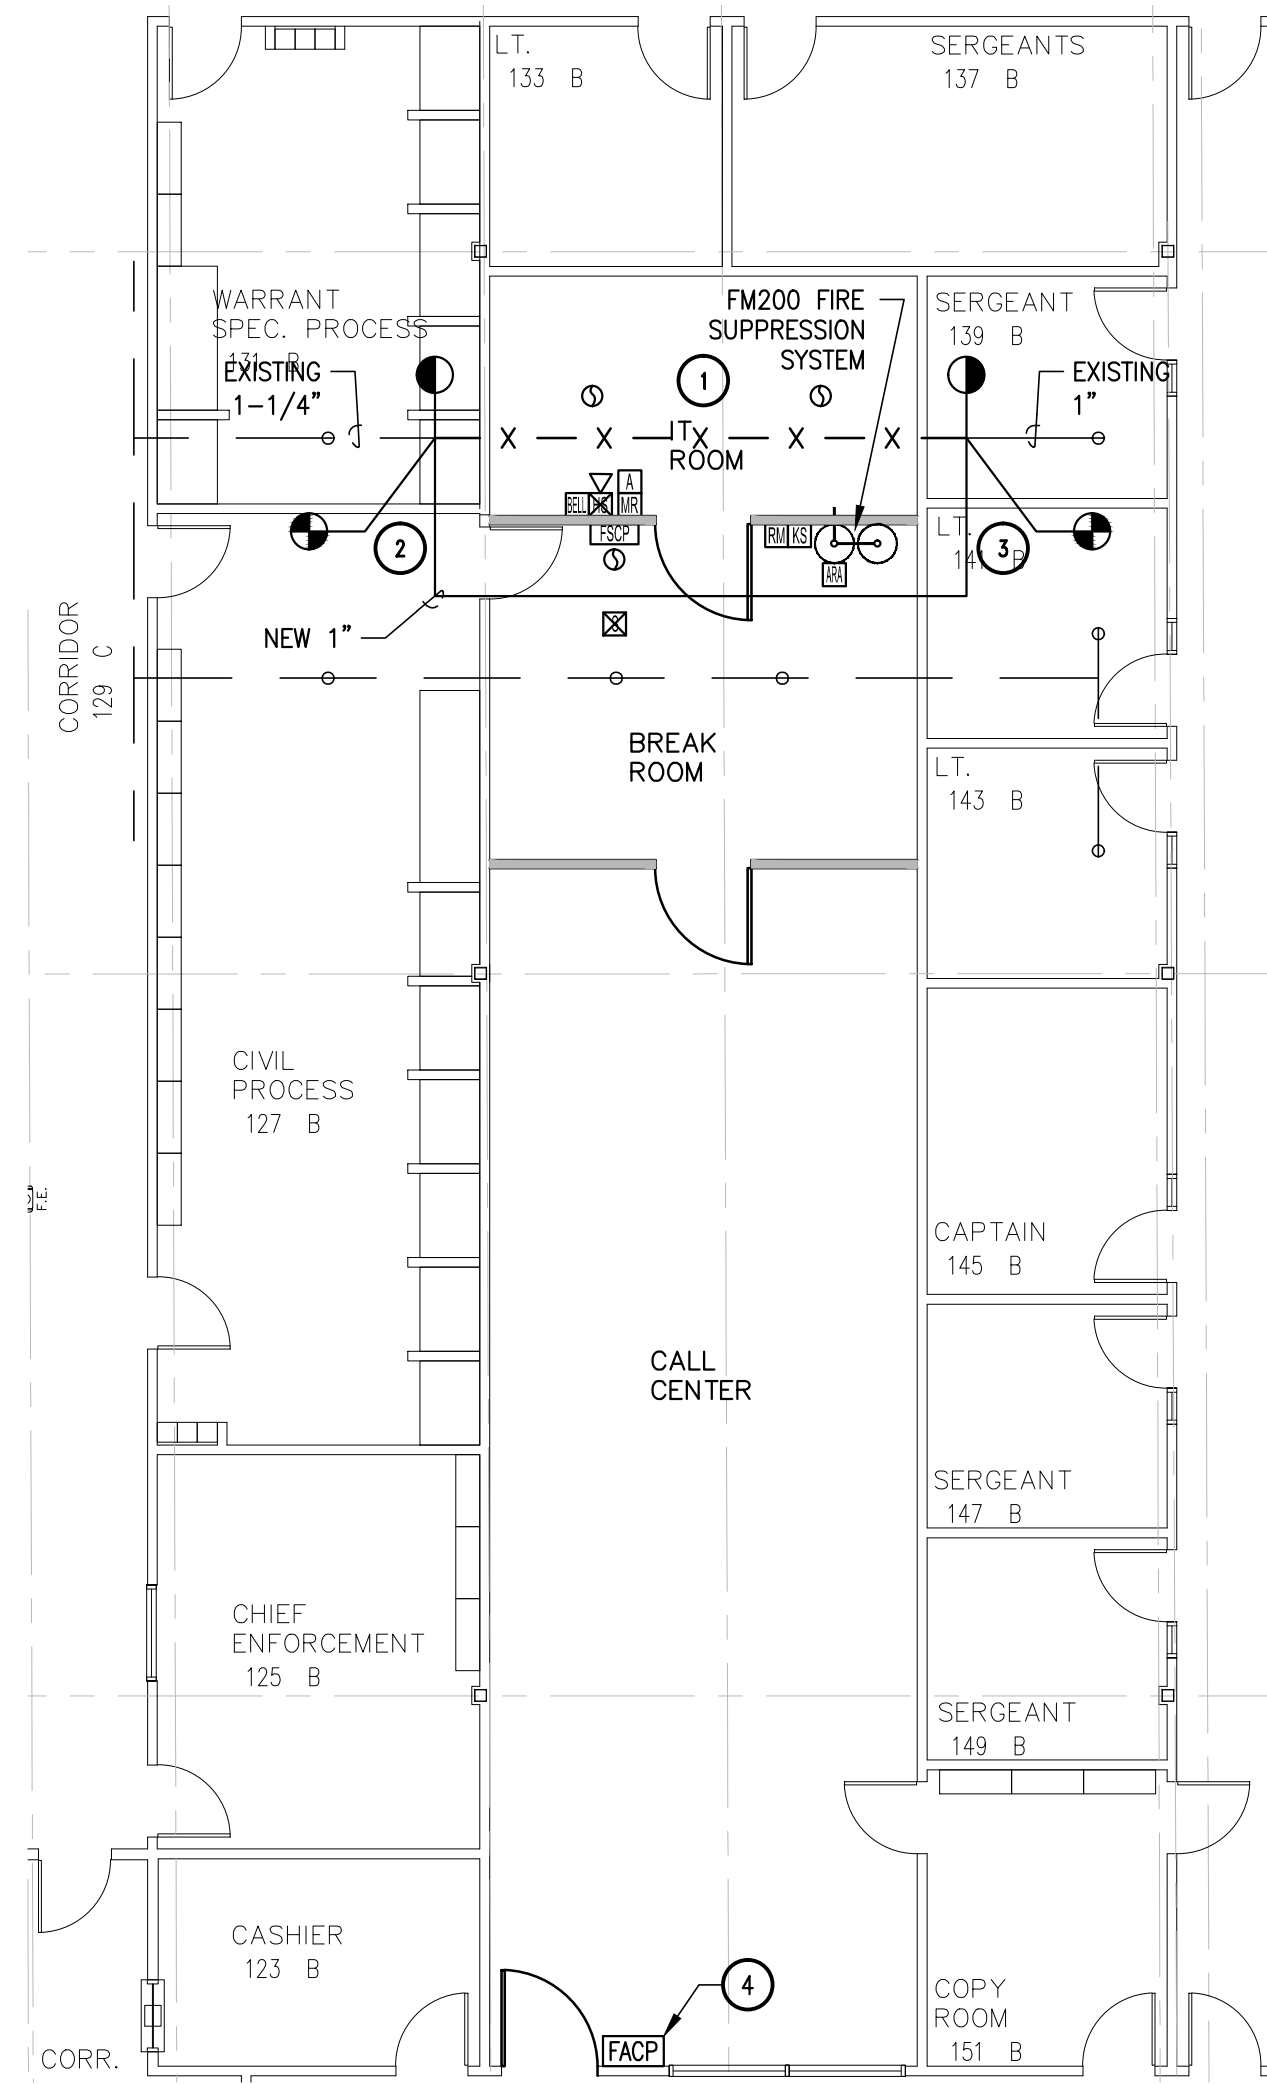 LT.
133 B
SERGEANTS
137 B
WARRANT
SPEC. PROCESS
131 B
EXISTING
1-1/4”
FM200 FIRE
SUPPRESSION
SYSTEM
1
SERGEANT
139 B
EXISTING
1”
X X X X X
IT
ROOM
A
BELL
MR
FSCP
RM KS
ARA
2
LT.
141 B
3
NEW 1”
CORRIDOR
129 C
BREAK
ROOM
LT.
143 B
CIVIL
PROCESS
127 B
F.E.
CAPTAIN
145 B
CALL
CENTER
SERGEANT
147 B
CHIEF
ENFORCEMENT
125 B
SERGEANT
149 B
CASHIER
123 B
4
FACP
COPY
ROOM
151 B
CORR.